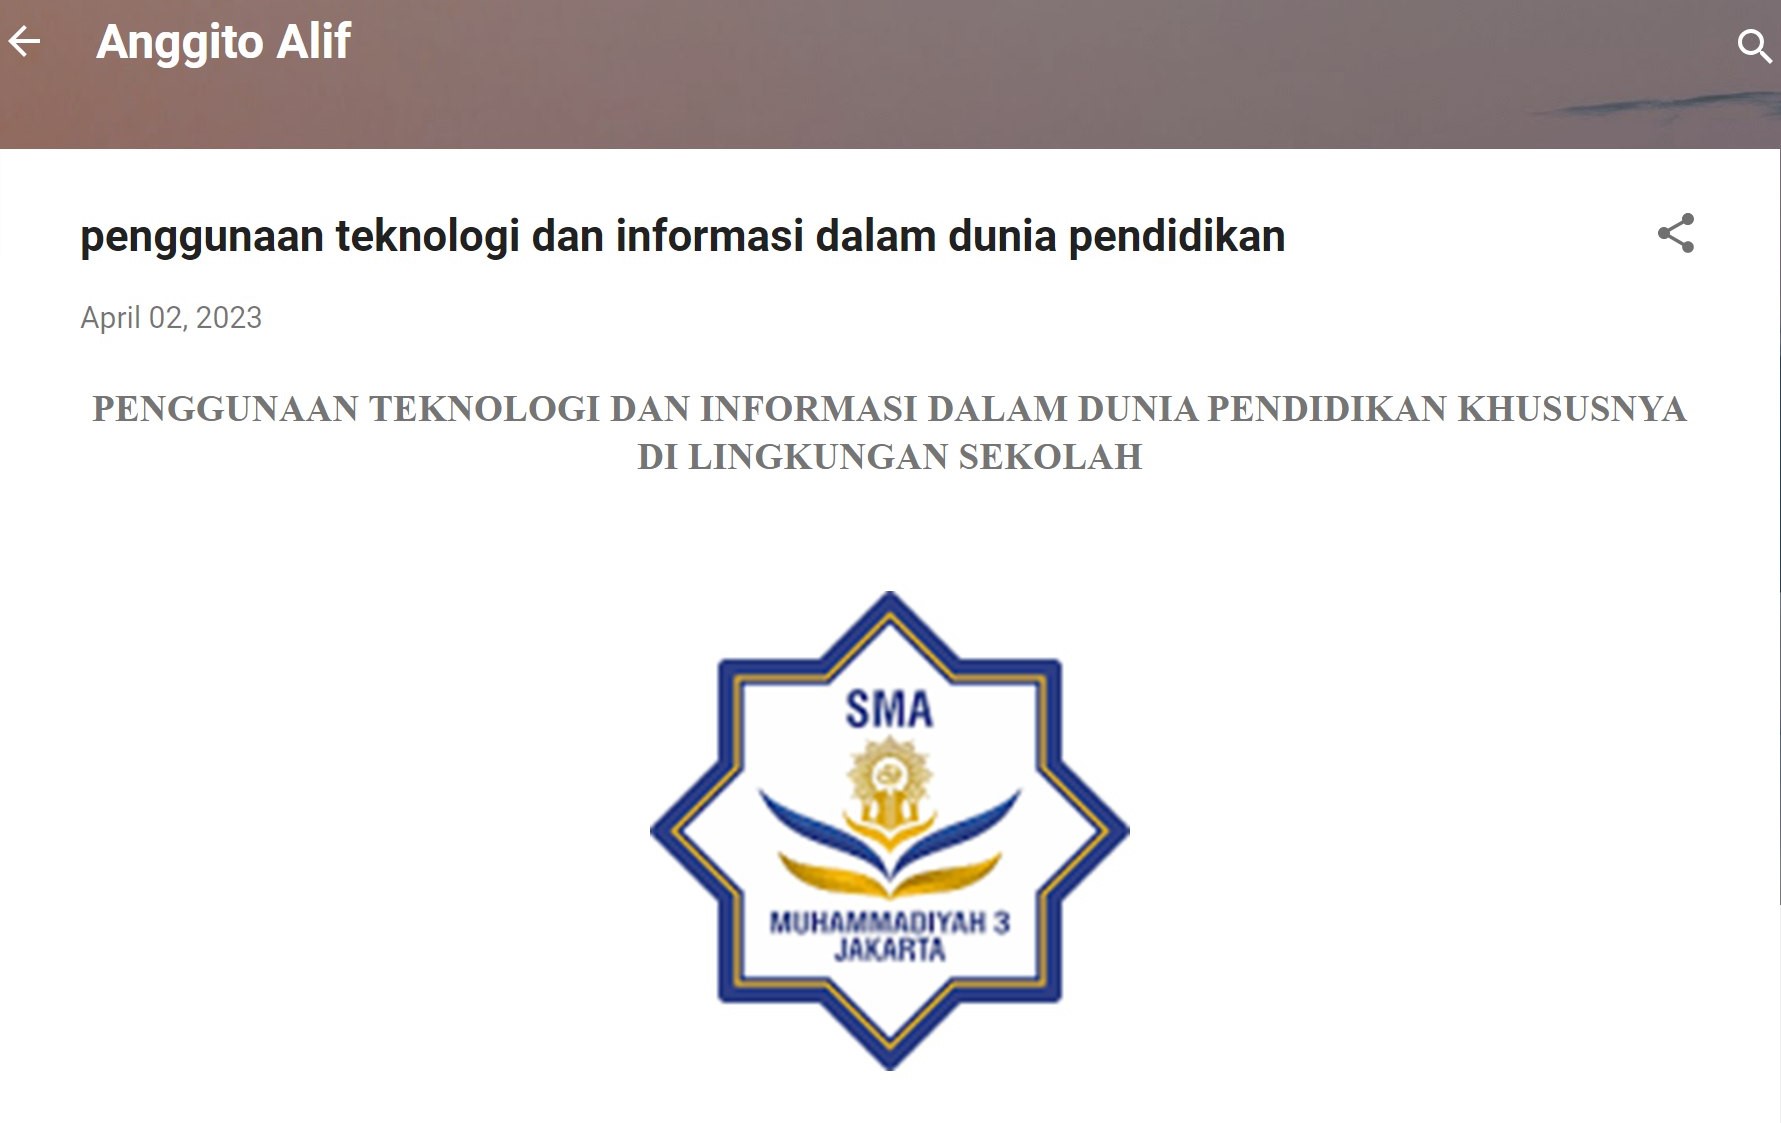 Anggito Alif
penggunaan teknologi dan informasi dalam dunia pendidikan
April 02, 2023
PENGGUNAAN TEKNOLOGI DAN INFORMASI DALAM DUNIA PENDIDIKAN KHUSUSNYA
DI LINGKUNGAN SEKOLAH
SMA
MUHAMMADIYAH 3
JAKARTA